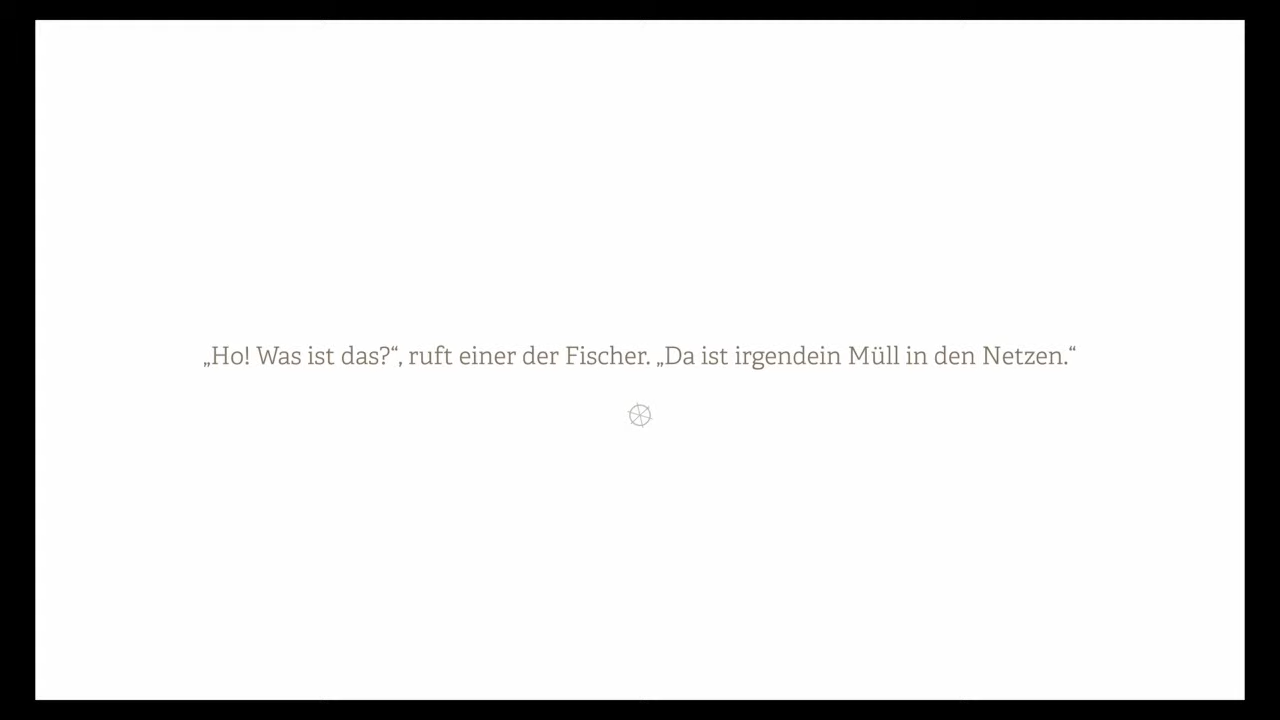 „Ho! Was ist das?“, ruft einer der Fischer. „Da ist irgendein Müll in den Netzen.“